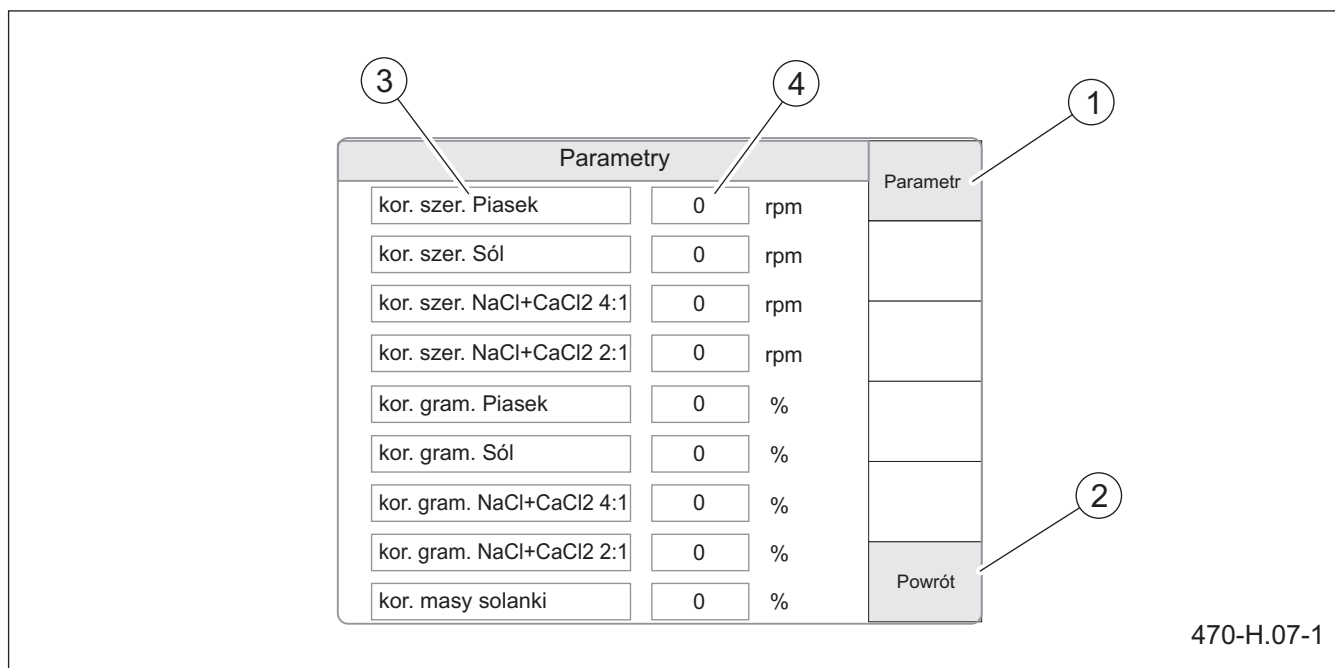 3 4 1
Parametry
Parametr
kor. szer. Piasek 0 rpm
kor. szer. Sól 0 rpm
kor. szer. NaCl+CaCl2 4:1 0 rpm
kor. szer. NaCl+CaCl2 2:1 0 rpm
kor. gram. Piasek 0 %
kor. gram. Sól 0 %
kor. gram. NaCl+CaCl2 4:1 0 %
2
kor. gram. NaCl+CaCl2 2:1 0 %
Powrót
kor. masy solanki 0 %
470-H.07-1